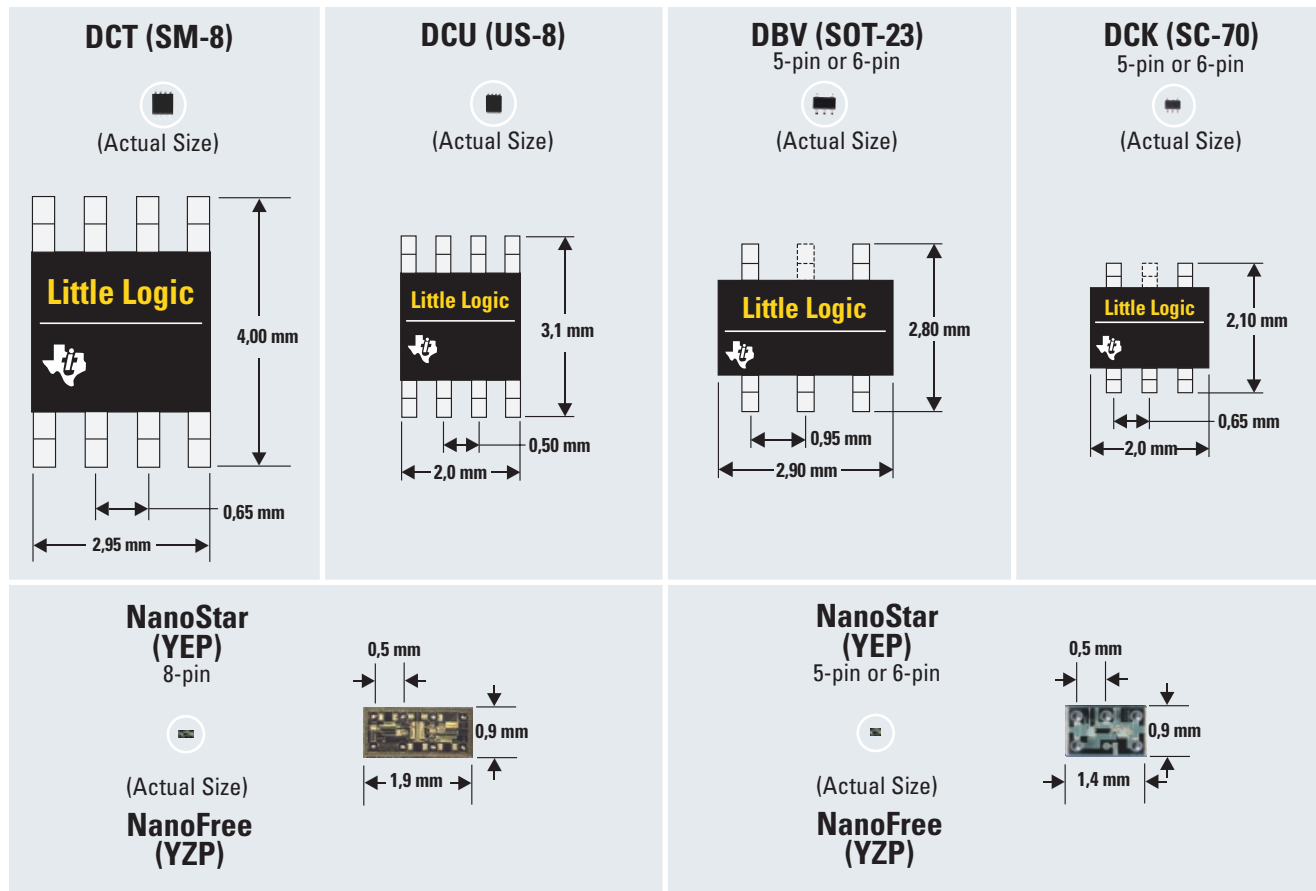 DCT (SM-8)
(Actual Size)
Little Logic
ti
4,00 mm
0,65 mm
2,95 mm
DCU (US-8)
(Actual Size)
Little Logic
ti
3,1 mm
0,50 mm
2,0 mm
DBV (SOT-23)
5-pin or 6-pin
(Actual Size)
Little Logic
ti
2,80 mm
0,95 mm
2,90 mm
DCK (SC-70)
5-pin or 6-pin
(Actual Size)
Little Logic
ti
2,10 mm
0,65 mm
2,0 mm
NanoStar
(YEP)
8-pin
(Actual Size)
NanoFree
(YZP)
0,5 mm
0,9 mm
1,9 mm
NanoStar
(YEP)
5-pin or 6-pin
(Actual Size)
NanoFree
(YZP)
0,5 mm
0,9 mm
1,4 mm